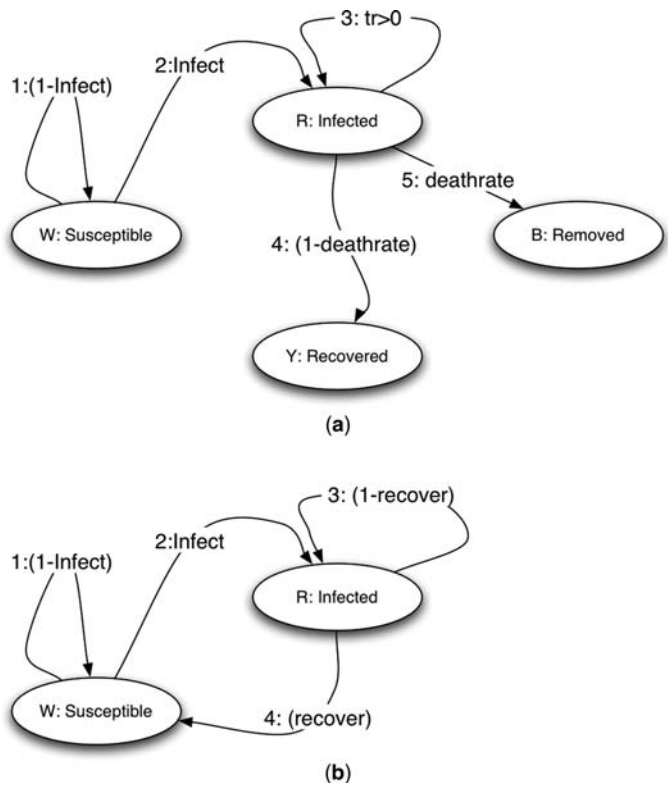 3: tr>0
2:Infect
1:(1-Infect)
R: Infected
5: deathrate
W: Susceptible
B: Removed
4: (1-deathrate)
Y: Recovered
(a)
3: (1-recover)
2:Infect
1:(1-Infect)
R: Infected
W: Susceptible
4: (recover)
(b)